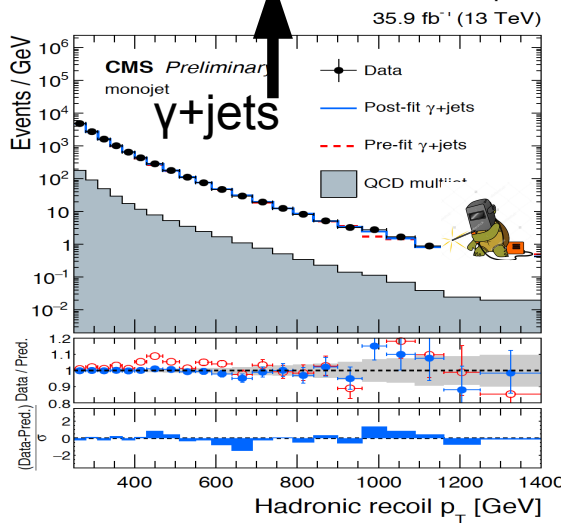 35.9 fb⁻¹ (13 TeV)
CMS Preliminary
monojet
γ+jets
Data
Post-fit γ+jets
Pre-fit γ+jets
QCD multijet
Events / GeV
10⁶
10⁵
10⁴
10³
10²
10
1
10⁻¹
10⁻²
Data / Pred.
1.2
1.1
1.0
0.9
0.8
(Data-Pred.)
σ
2
0
−2
400 600 800 1000 1200 1400
Hadronic recoil p_T [GeV]